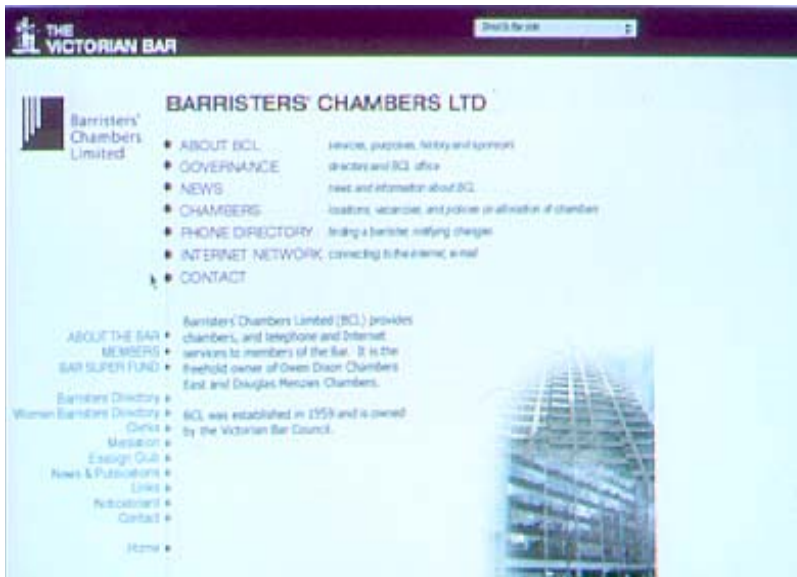 THE
VICTORIAN BAR
Search the site
Barristers'
Chambers
Limited
BARRISTERS' CHAMBERS LTD
ABOUT BCL services, purposes, history and sponsors
GOVERNANCE directors and BCL office
NEWS news and information about BCL
CHAMBERS locations, vacancies, and policies on allocation of chambers
PHONE DIRECTORY finding a barrister, notifying changes
INTERNET NETWORK connecting to the internet, e-mail
CONTACT
Barristers' Chambers Limited (BCL) provides
chambers, and telephone and Internet
services to members of the Bar. It is the
freehold owner of Owen Dixon Chambers
East and Douglas Menzies Chambers.
BCL was established in 1959 and is owned
by the Victorian Bar Council.
ABOUT THE BAR
MEMBERS
BAR SUPER FUND
Barristers Directory
Women Barristers Directory
Clerks
Mediation
Essoign Club
News & Publications
Links
Noticeboard
Contact
Home